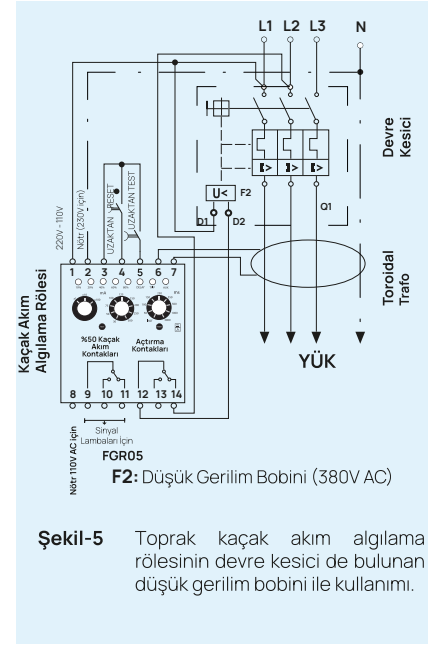 L1 L2 L3 N
Devre
Kesici
F2
U<
D1 D2
Q1
220V - 110V
Nötr (230V için)
UZAKTAN RESET
UZAKTAN TEST
1 2 3 4 5 6 7
Toroidal
Trafo
Kaçak Akım
Algılama Rölesi
%50 Kaçak
Akım
Kontakları
Açtırma
Kontakları
YÜK
8 9 10 11 12 13 14
Nötr 110V AC için
Sinyal
Lambaları İçin
FGR05
F2: Düşük Gerilim Bobini (380V AC)
Şekil-5 Toprak kaçak akım algılama
rölesinin devre kesici de bulunan
düşük gerilim bobini ile kullanımı.